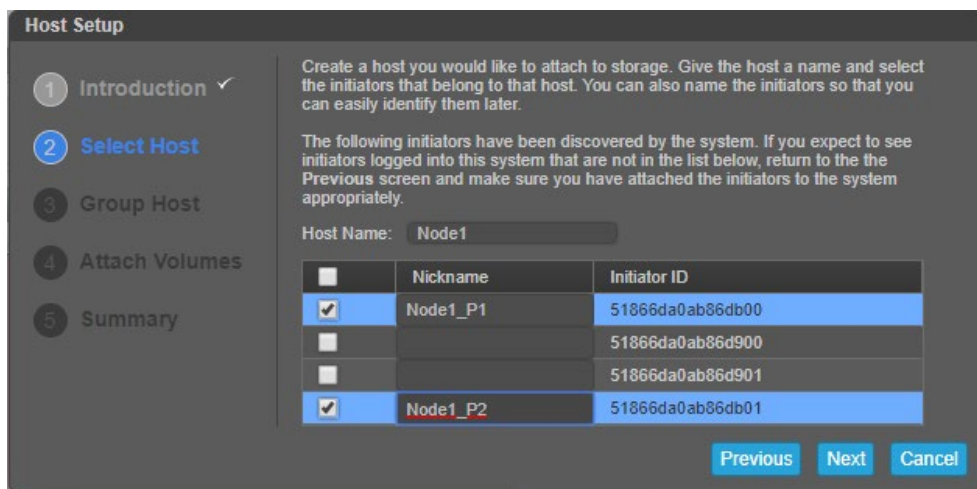 Host Setup
1 Introduction ✓
2 Select Host
3 Group Host
4 Attach Volumes
5 Summary
Create a host you would like to attach to storage. Give the host a name and select
the initiators that belong to that host. You can also name the initiators so that you
can easily identify them later.
The following initiators have been discovered by the system. If you expect to see
initiators logged into this system that are not in the list below, return to the the
Previous screen and make sure you have attached the initiators to the system
appropriately.
Host Name: Node1
Nickname Initiator ID
Node1_P1 51866da0ab86db00
51866da0ab86d900
51866da0ab86d901
Node1_P2 51866da0ab86db01
Previous Next Cancel